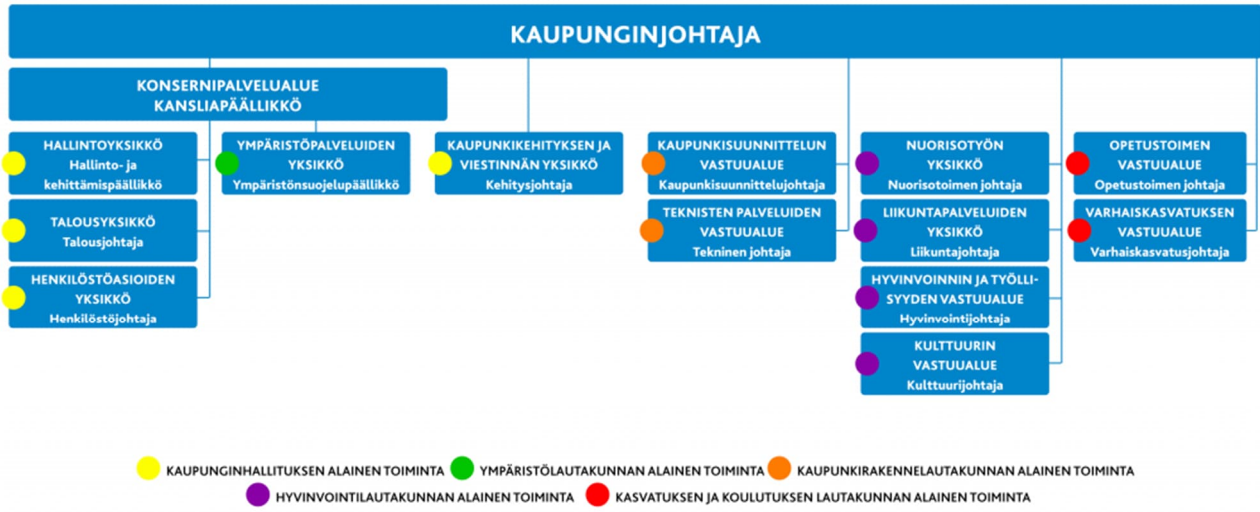 KAUPUNGINJOHTAJA
KONSERNIPALVELUALUE
KANSLIAPÄÄLLIKKÖ
HALLINTOYKSIKKÖ
Hallinto- ja
kehittämispäällikkö
TALOUSYKSIKKÖ
Talousjohtaja
HENKILÖSTÖASIOIDEN
YKSIKKÖ
Henkilöstöjohtaja
YMPÄRISTÖPALVELUIDEN
YKSIKKÖ
Ympäristönsuojelupäällikkö
KAUPUNKIKEHITYKSEN JA
VIESTINNÄN YKSIKKÖ
Kehitysjohtaja
KAUPUNKISUUNNITTELUN
VASTUUALUE
Kaupunkisuunnittelujohtaja
TEKNISTEN PALVELUIDEN
VASTUUALUE
Tekninen johtaja
NUORISOTYÖN
YKSIKKÖ
Nuorisotoimen johtaja
LIIKUNTAPALVELUIDEN
YKSIKKÖ
Liikuntajohtaja
HYVINVOINNIN JA TYÖLLI-
SYYDEN VASTUUALUE
Hyvinvointijohtaja
KULTTUURIN
VASTUUALUE
Kulttuurijohtaja
OPETUSTOIMEN
VASTUUALUE
Opetustoimen johtaja
VARHAISKASVATUKSEN
VASTUUALUE
Varhaiskasvatusjohtaja
KAUPUNGINHALLITUKSEN ALAINEN TOIMINTA
YMPÄRISTÖLAUTAKUNNAN ALAINEN TOIMINTA
KAUPUNKIRAKENNELAUTAKUNNAN ALAINEN TOIMINTA
HYVINVOINTILAUTAKUNNAN ALAINEN TOIMINTA
KASVATUKSEN JA KOULUTUKSEN LAUTAKUNNAN ALAINEN TOIMINTA